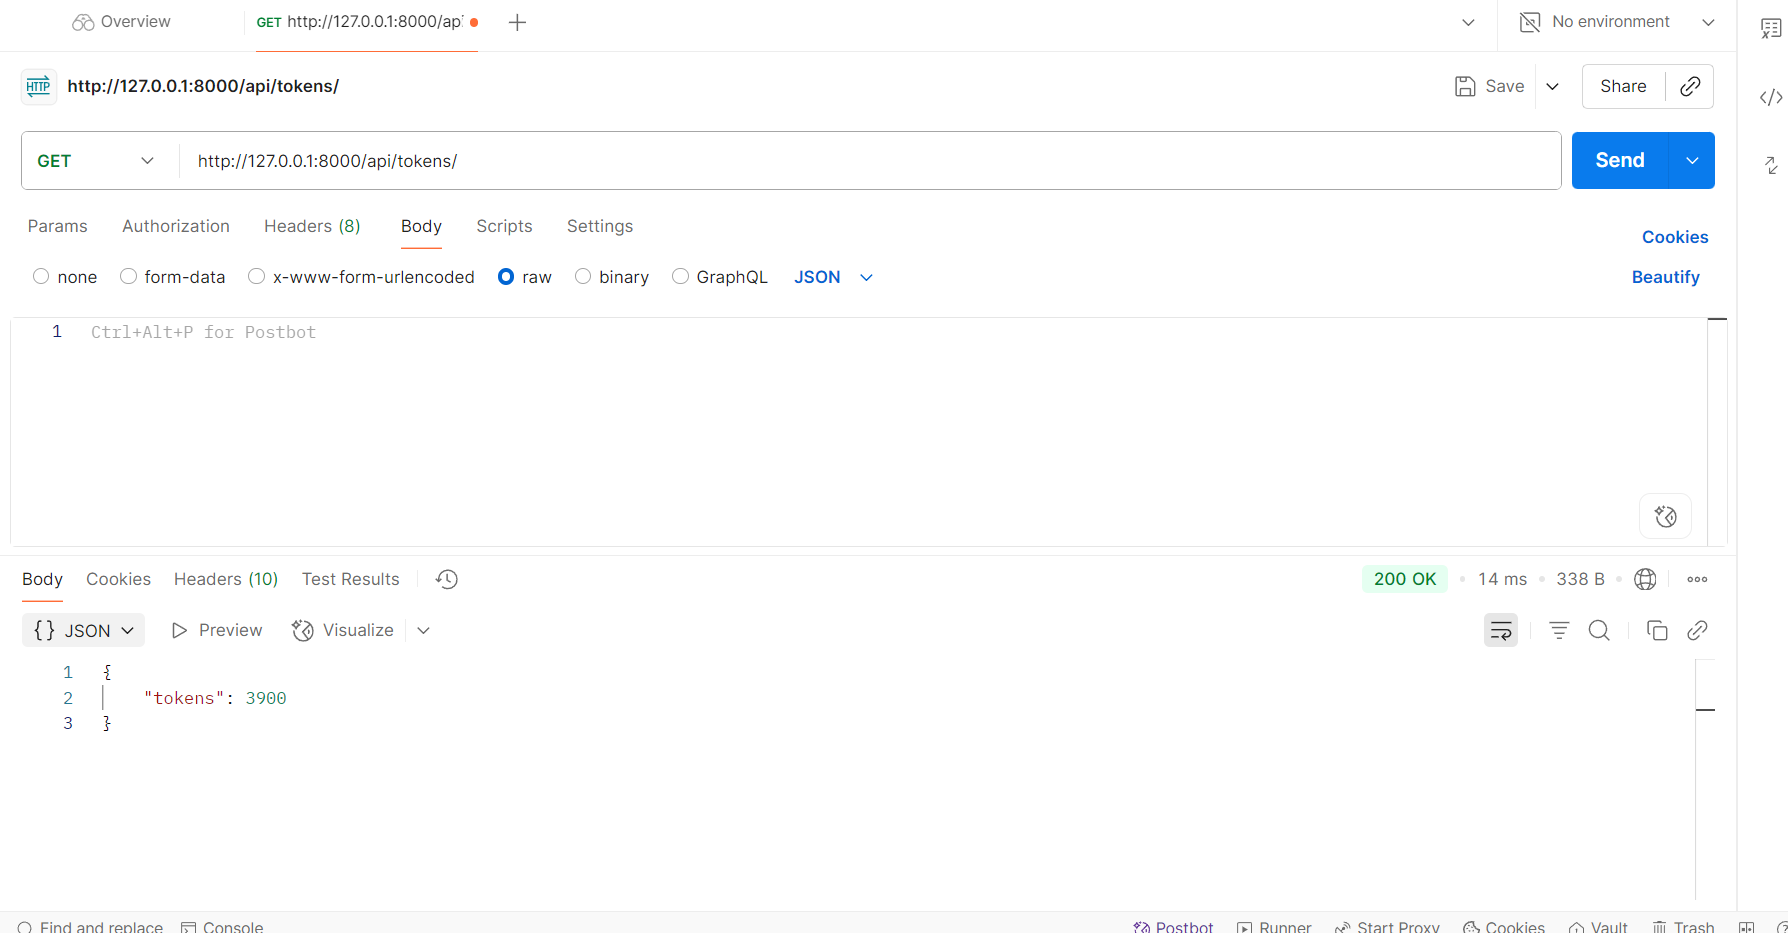 Overview GET http://127.0.0.1:8000/ap No environment
HTTP http://127.0.0.1:8000/api/tokens/ Save Share
GET http://127.0.0.1:8000/api/tokens/ Send
Params Authorization Headers (8) Body Scripts Settings Cookies
none form-data x-www-form-urlencoded raw binary GraphQL JSON Beautify
1 Ctrl+Alt+P for Postbot
Body Cookies Headers (10) Test Results 200 OK 14 ms 338 B
{} JSON Preview Visualize
1 {
2 "tokens": 3900
3 }
Find and replace Console Postbot Runner Start Proxy Cookies Vault Trash